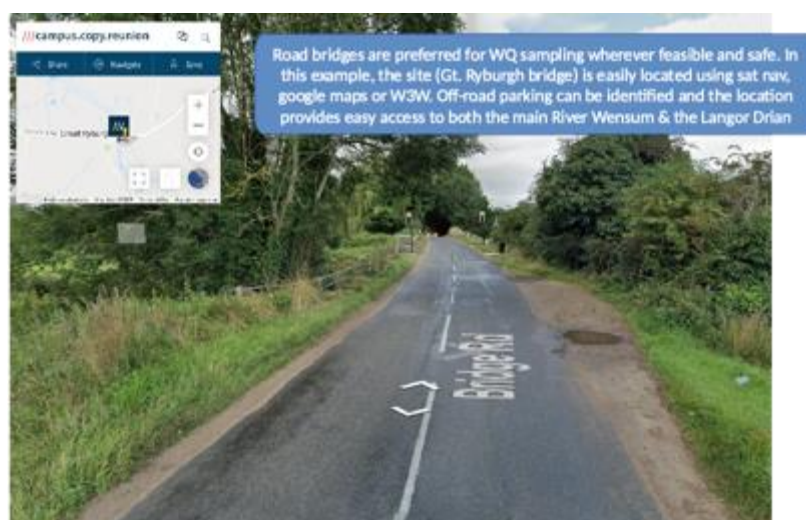 ///campus.copy.reunion
Share Navigate Save
Great Ryburgh
Road bridges are preferred for WQ sampling wherever feasible and safe. In
this example, the site (Gt. Ryburgh bridge) is easily located using sat nav,
google maps or W3W. Off-road parking can be identified and the location
provides easy access to both the main River Wensum & the Langor Drian
Bridge Rd